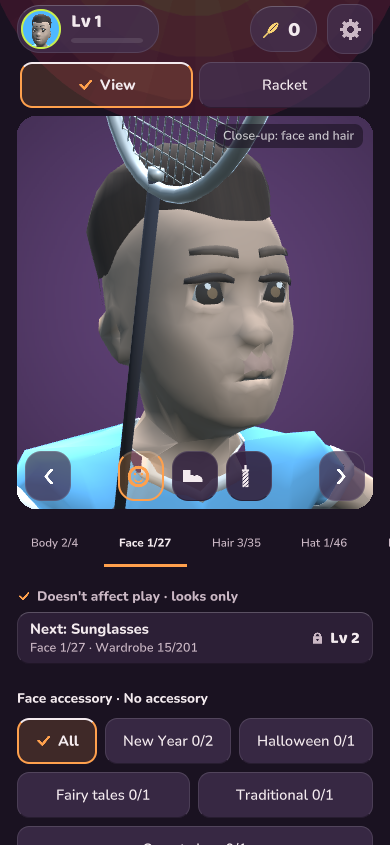 Lv 1
0
View
Racket
Close-up: face and hair
Body 2/4
Face 1/27
Hair 3/35
Hat 1/46
Doesn't affect play · looks only
Next: Sunglasses
Face 1/27 · Wardrobe 15/201
Lv 2
Face accessory · No accessory
All
New Year 0/2
Halloween 0/1
Fairy tales 0/1
Traditional 0/1